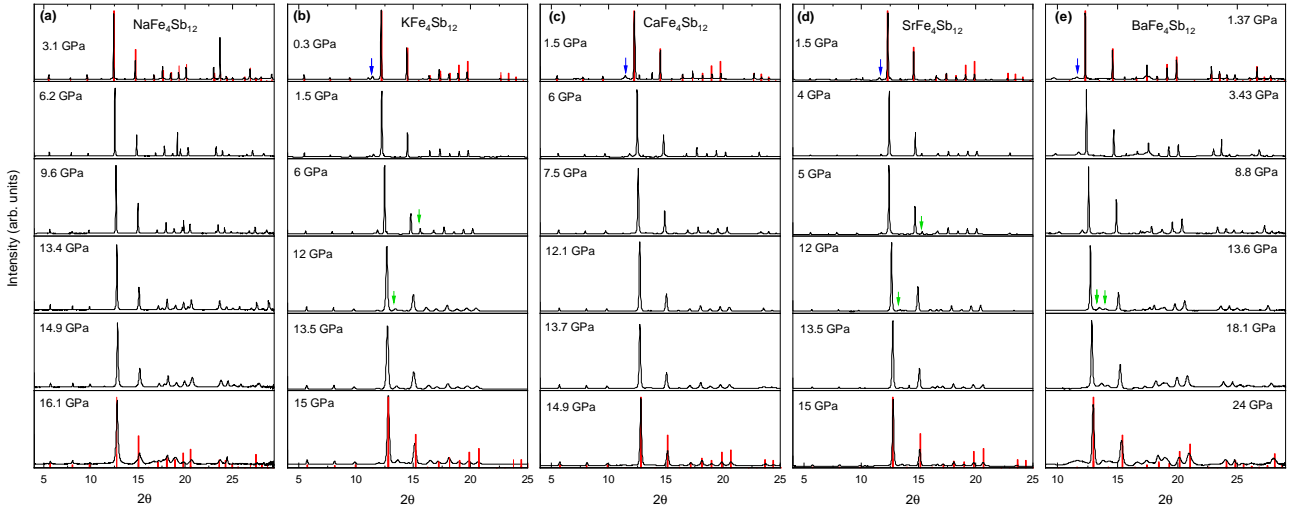 (a) NaFe₄Sb₁₂
3.1 GPa
6.2 GPa
9.6 GPa
13.4 GPa
14.9 GPa
16.1 GPa
5 10 15 20 25
2θ
Intensity (arb. units)
(b) KFe₄Sb₁₂
0.3 GPa
1.5 GPa
6 GPa
12 GPa
13.5 GPa
15 GPa
5 10 15 20 25
2θ
(c) CaFe₄Sb₁₂
1.5 GPa
6 GPa
7.5 GPa
12.1 GPa
13.7 GPa
14.9 GPa
5 10 15 20 25
2θ
(d) SrFe₄Sb₁₂
1.5 GPa
4 GPa
5 GPa
12 GPa
13.5 GPa
15 GPa
5 10 15 20 25
2θ
(e) BaFe₄Sb₁₂
1.37 GPa
3.43 GPa
8.8 GPa
13.6 GPa
18.1 GPa
24 GPa
10 15 20 25
2θ